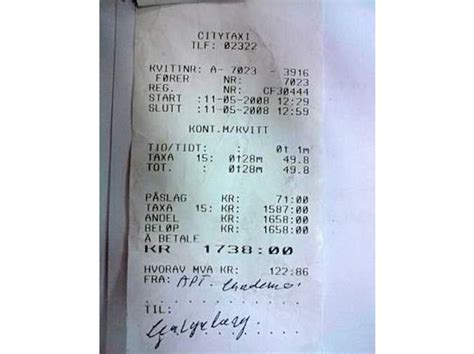 CITYTAXI
TLF: 02322
KVITTNR: A- 7023 - 3916
FØRER NR: 7023
REG. NR: CF30444
START :11-05-2008 12:29
SLUTT :11-05-2008 12:59
KONT.M/KVITT
TID/TIDT: : 0t 1m
TAXA 15: 0t28m 49.8
TOT. : 0t28m 49.8
PÅSLAG KR: 71:00
TAXA 15: KR: 1587:00
ANDEL KR: 1658:00
BELØP KR: 1658:00
Å BETALE
KR 1738:00
HVORAV MVA KR: 122:86
FRA: APT.
TIL: